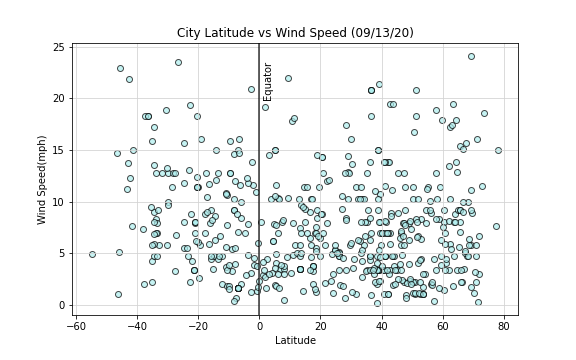 City Latitude vs Wind Speed (09/13/20)
25
20
15
10
5
0
Wind Speed(mph)
Equator
−60 −40 −20 0 20 40 60 80
Latitude